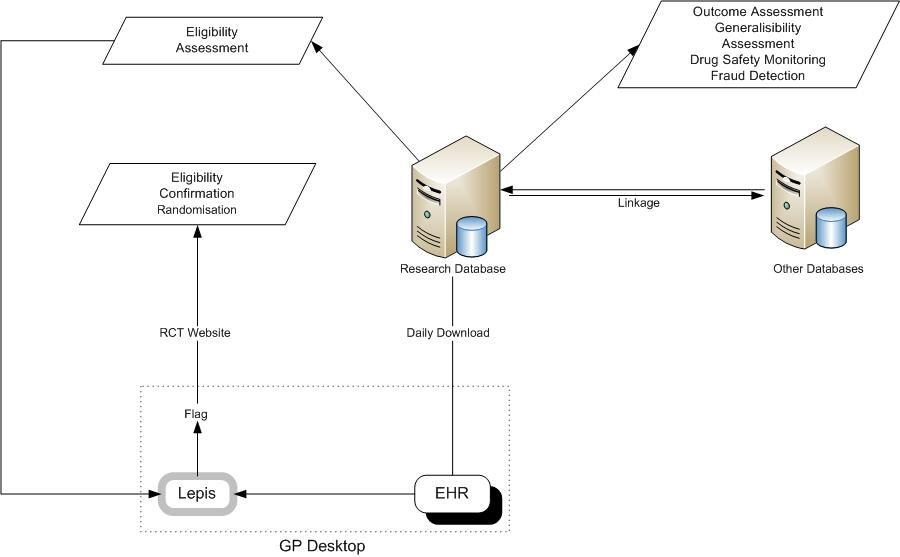 Eligibility
Assessment
Outcome Assessment
Generalisibility
Assessment
Drug Safety Monitoring
Fraud Detection
Eligibility
Confirmation
Randomisation
Linkage
Research Database
Other Databases
RCT Website
Daily Download
Flag
Lepis
EHR
GP Desktop